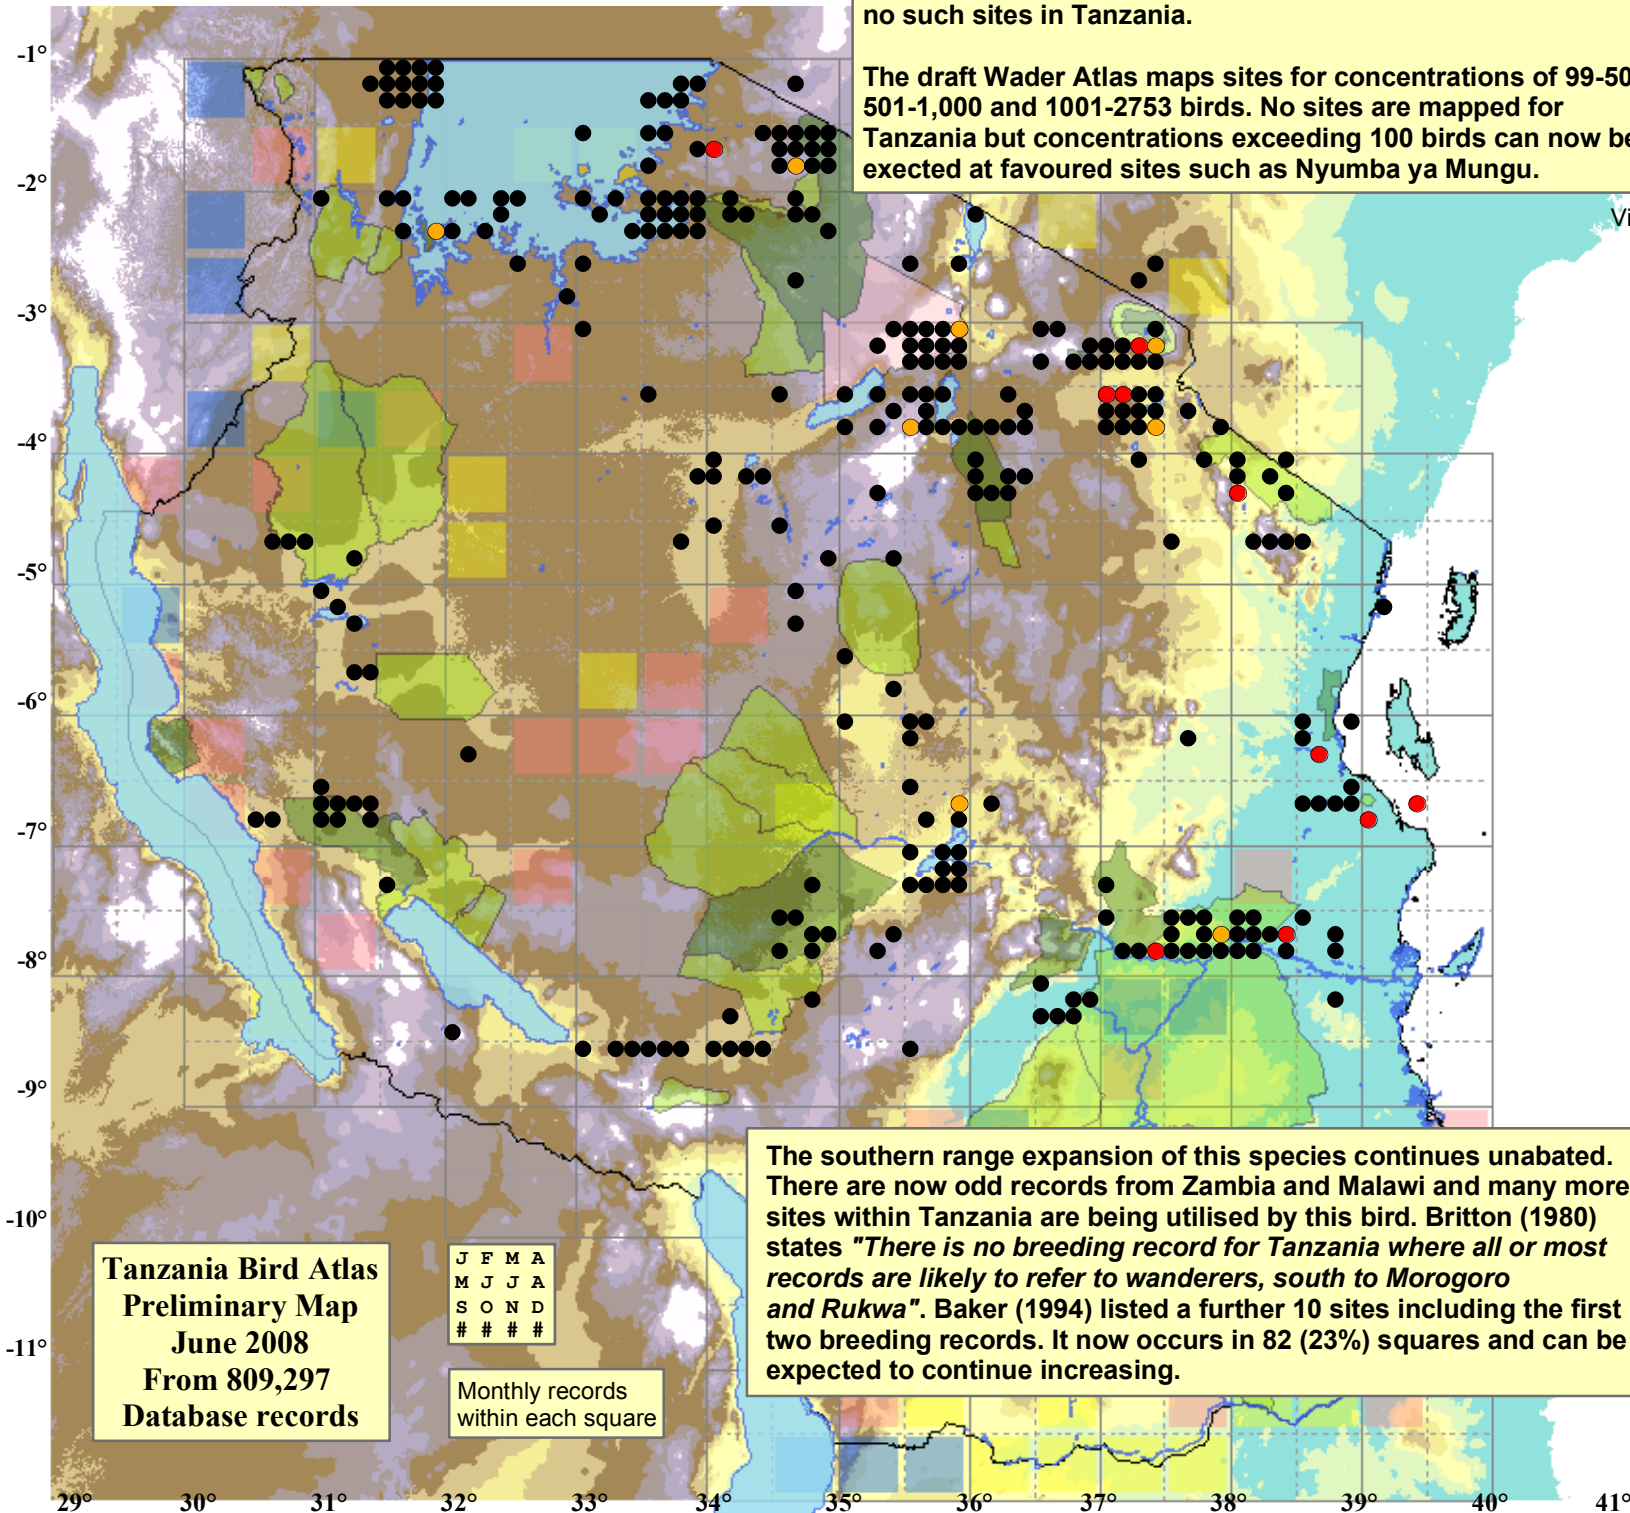 no such sites in Tanzania.
The draft Wader Atlas maps sites for concentrations of 99-50
501-1,000 and 1001-2753 birds. No sites are mapped for
Tanzania but concentrations exceeding 100 birds can now be
exected at favoured sites such as Nyumba ya Mungu.
Vi
-1°
-2°
-3°
-4°
-5°
-6°
-7°
-8°
-9°
-10°
-11°
The southern range expansion of this species continues unabated.
There are now odd records from Zambia and Malawi and many more
sites within Tanzania are being utilised by this bird. Britton (1980)
states "There is no breeding record for Tanzania where all or most
records are likely to refer to wanderers, south to Morogoro
and Rukwa". Baker (1994) listed a further 10 sites including the first
two breeding records. It now occurs in 82 (23%) squares and can be
expected to continue increasing.
Tanzania Bird Atlas
Preliminary Map
June 2008
From 809,297
Database records
J F M A
M J J A
S O N D
# # # #
Monthly records
within each square
29° 30° 31° 32° 33° 34° 35° 36° 37° 38° 39° 40° 41°